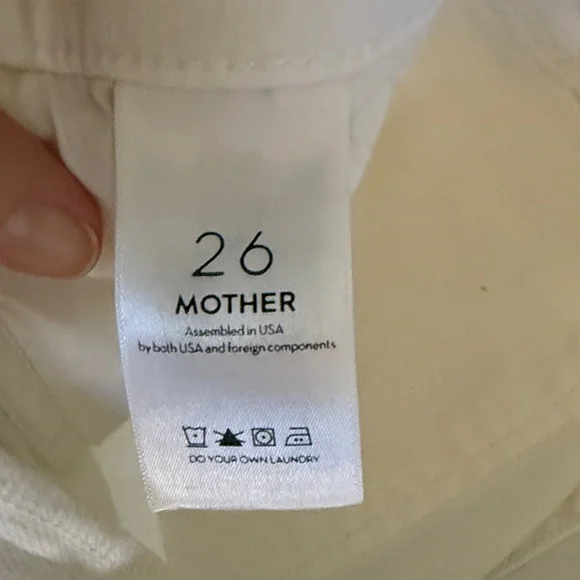 26
MOTHER
Assembled in USA
by both USA and foreign components
DO YOUR OWN LAUNDRY